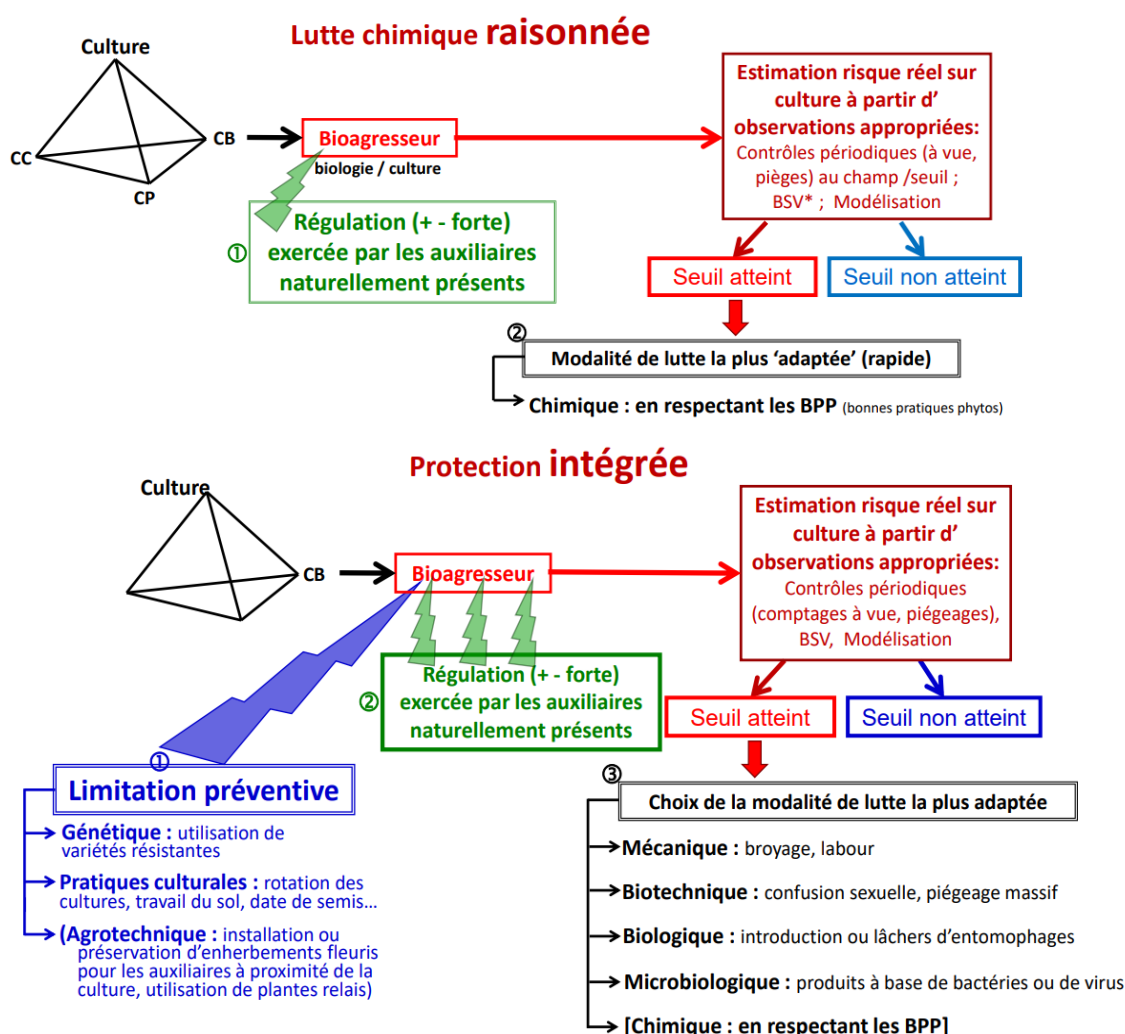 Lutte chimique raisonnée
Culture
CB
CC
CP
Bioagresseur
biologie / culture
① Régulation (+ - forte)
exercée par les auxiliaires
naturellement présents
Estimation risque réel sur
culture à partir d’
observations appropriées:
Contrôles périodiques (à vue,
pièges) au champ /seuil ;
BSV* ; Modélisation
Seuil atteint
Seuil non atteint
②
Modalité de lutte la plus ‘adaptée’ (rapide)
Chimique : en respectant les BPP (bonnes pratiques phytos)
Protection intégrée
Culture
CB
Bioagresseur
② Régulation (+ - forte)
exercée par les auxiliaires
naturellement présents
Estimation risque réel sur
culture à partir d’
observations appropriées:
Contrôles périodiques
(comptages à vue, piégeages),
BSV, Modélisation
Seuil atteint
Seuil non atteint
①
Limitation préventive
Génétique : utilisation de
variétés résistantes
Pratiques culturales : rotation des
cultures, travail du sol, date de semis…
(Agrotechnique : installation ou
préservation d’enherbements fleuris
pour les auxiliaires à proximité de la
culture, utilisation de plantes relais)
③
Choix de la modalité de lutte la plus adaptée
Mécanique : broyage, labour
Biotechnique : confusion sexuelle, piégeage massif
Biologique : introduction ou lâchers d’entomophages
Microbiologique : produits à base de bactéries ou de virus
[Chimique : en respectant les BPP]